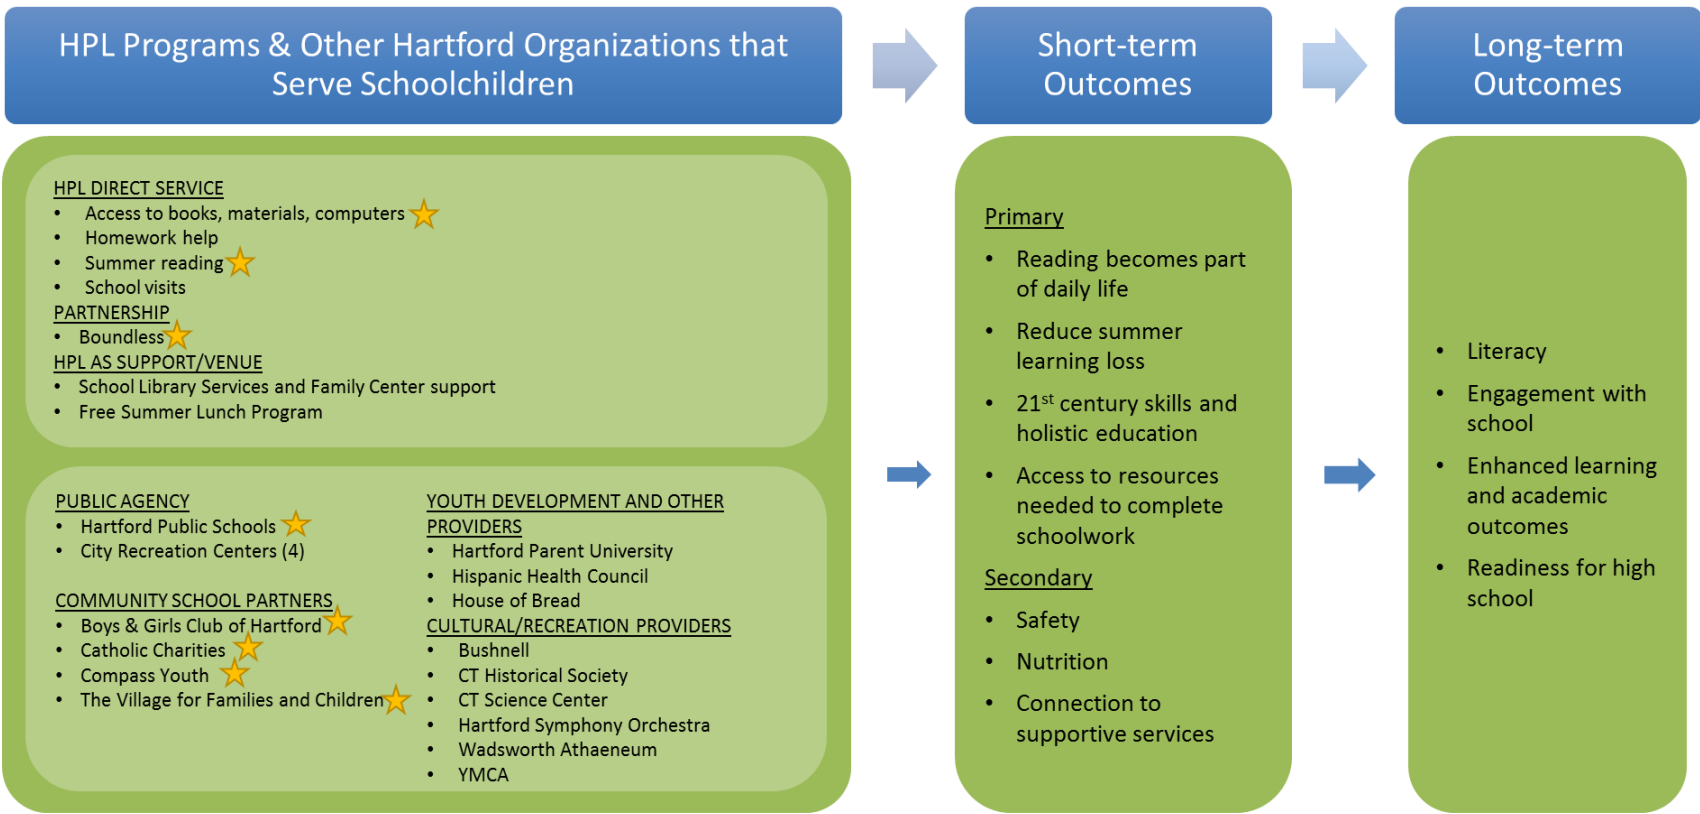 HPL Programs & Other Hartford Organizations that
Serve Schoolchildren
Short-term
Outcomes
Long-term
Outcomes
HPL DIRECT SERVICE
• Access to books, materials, computers
• Homework help
• Summer reading
• School visits
PARTNERSHIP
• Boundless
HPL AS SUPPORT/VENUE
• School Library Services and Family Center support
• Free Summer Lunch Program
PUBLIC AGENCY
• Hartford Public Schools
• City Recreation Centers (4)
COMMUNITY SCHOOL PARTNERS
• Boys & Girls Club of Hartford
• Catholic Charities
• Compass Youth
• The Village for Families and Children
YOUTH DEVELOPMENT AND OTHER
PROVIDERS
• Hartford Parent University
• Hispanic Health Council
• House of Bread
CULTURAL/RECREATION PROVIDERS
• Bushnell
• CT Historical Society
• CT Science Center
• Hartford Symphony Orchestra
• Wadsworth Athaeneum
• YMCA
Primary
• Reading becomes part
of daily life
• Reduce summer
learning loss
• 21st century skills and
holistic education
• Access to resources
needed to complete
schoolwork
Secondary
• Safety
• Nutrition
• Connection to
supportive services
• Literacy
• Engagement with
school
• Enhanced learning
and academic
outcomes
• Readiness for high
school